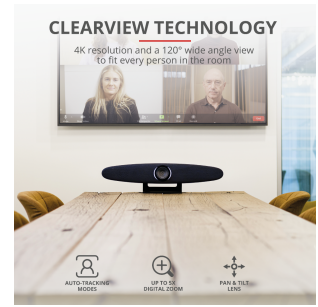 CLEARVIEW TECHNOLOGY
4K resolution and a 120° wide angle view
to fit every person in the room
AUTO-TRACKING
MODES
UP TO 5X
DIGITAL ZOOM
PAN & TILT
LENS